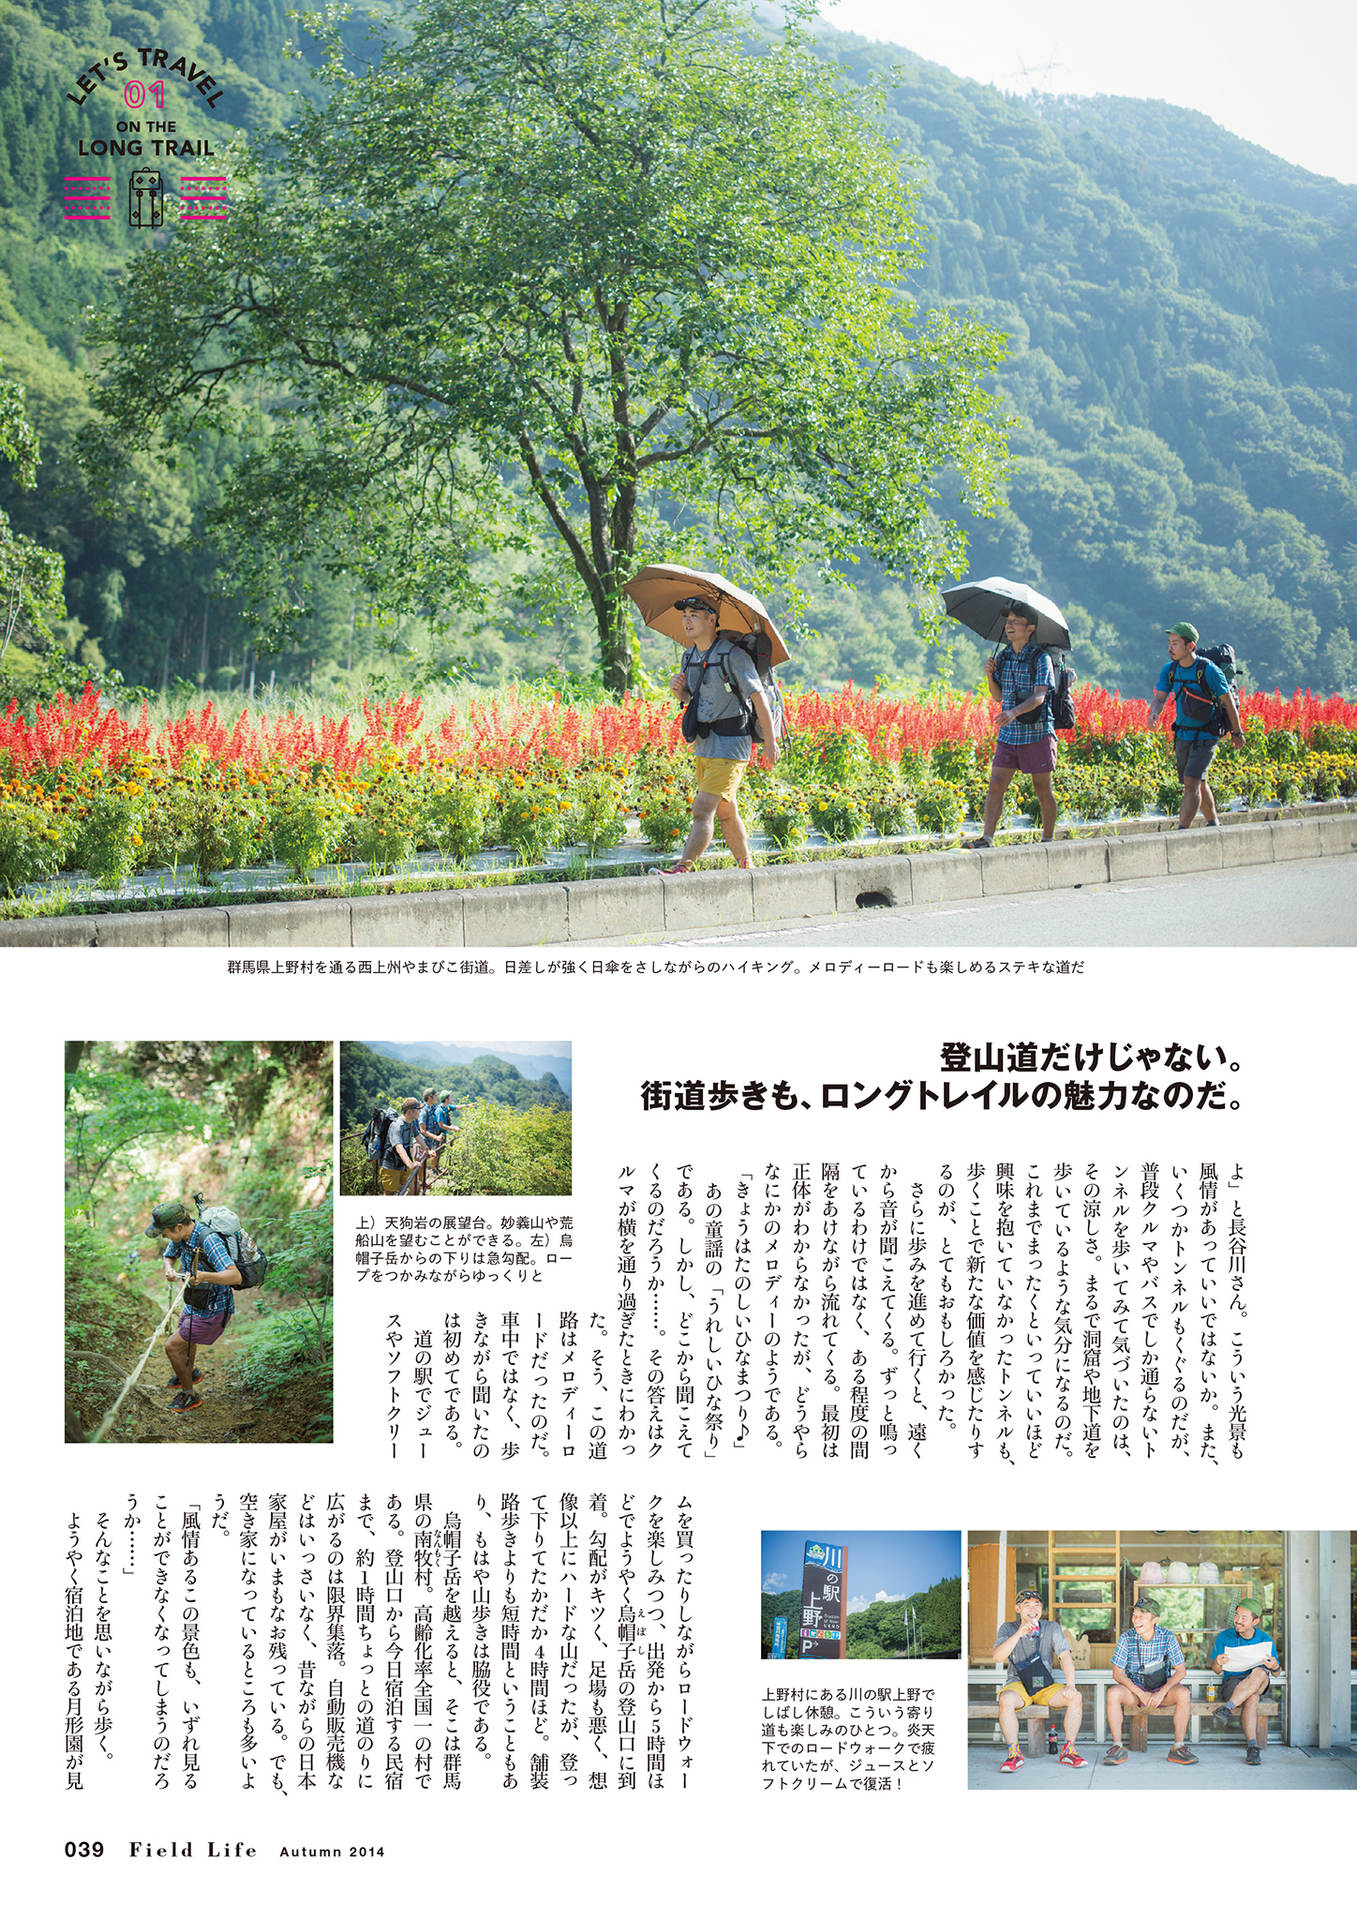 LET'S TRAVEL
01
ON THE
LONG TRAIL
群馬県上野村を通る西上州やまびこ街道。日差しが強く日傘をさしながらのハイキング。メロディーロードも楽しめるステキな道だ
登山道だけじゃない。
街道歩きも、ロングトレイルの魅力なのだ。
上）天狗岩の展望台。妙義山や荒
船山を望むことができる。左）烏
帽子岳からの下りは急勾配。ロー
プをつかみながらゆっくりと
よ」と長谷川さん。こういう光景も
風情があっていいではないか。また、
いくつかトンネルもくぐるのだが、
普段クルマやバスでしか通らないト
ンネルを歩いてみて気づいたのは、
その涼しさ。まるで洞窟や地下道を
歩いているような気分になるのだ。
これまでまったくといっていいほど
興味を抱いていなかったトンネルも、
歩くことで新たな価値を感じたりす
るのが、とてもおもしろかった。
さらに歩みを進めて行くと、遠く
から音が聞こえてくる。ずっと鳴っ
ているわけではなく、ある程度の間
隔をあけながら流れてくる。最初は
正体がわからなかったが、どうやら
なにかのメロディーのようである。
「きょうはたのしいひなまつり♪」
あの童謡の「うれしいひな祭り」
である。しかし、どこから聞こえて
くるのだろうか……。その答えはク
ルマが横を通り過ぎたときにわかっ
た。そう、この道
路はメロディーロ
ードだったのだ。
車中ではなく、歩
きながら聞いたの
は初めてである。
道の駅でジュー
スやソフトクリー
ムを買ったりしながらロードウォー
クを楽しみつつ、出発から5時間ほ
どでようやく烏帽子岳の登山口に到
えぼし
着。勾配がキツく、足場も悪く、想
像以上にハードな山だったが、登っ
て下りてたかだか4時間ほど。舗装
路歩きよりも短時間ということもあ
り、もはや山歩きは脇役である。
烏帽子岳を越えると、そこは群馬
県の南牧村。高齢化率全国一の村で
なんもく
ある。登山口から今日宿泊する民宿
まで、約1時間ちょっとの道のりに
広がるのは限界集落。自動販売機な
どはいっさいなく、昔ながらの日本
家屋がいまもなお残っている。でも、
空き家になっているところも多いよ
うだ。
「風情あるこの景色も、いずれ見る
ことができなくなってしまうのだろ
うか……」
そんなことを思いながら歩く。
ようやく宿泊地である月形園が見
川の駅
上野
P
上野村にある川の駅上野で
しばし休憩。こういう寄り
道も楽しみのひとつ。炎天
下でのロードウォークで疲
れていたが、ジュースとソ
フトクリームで復活！
039 Field Life Autumn 2014